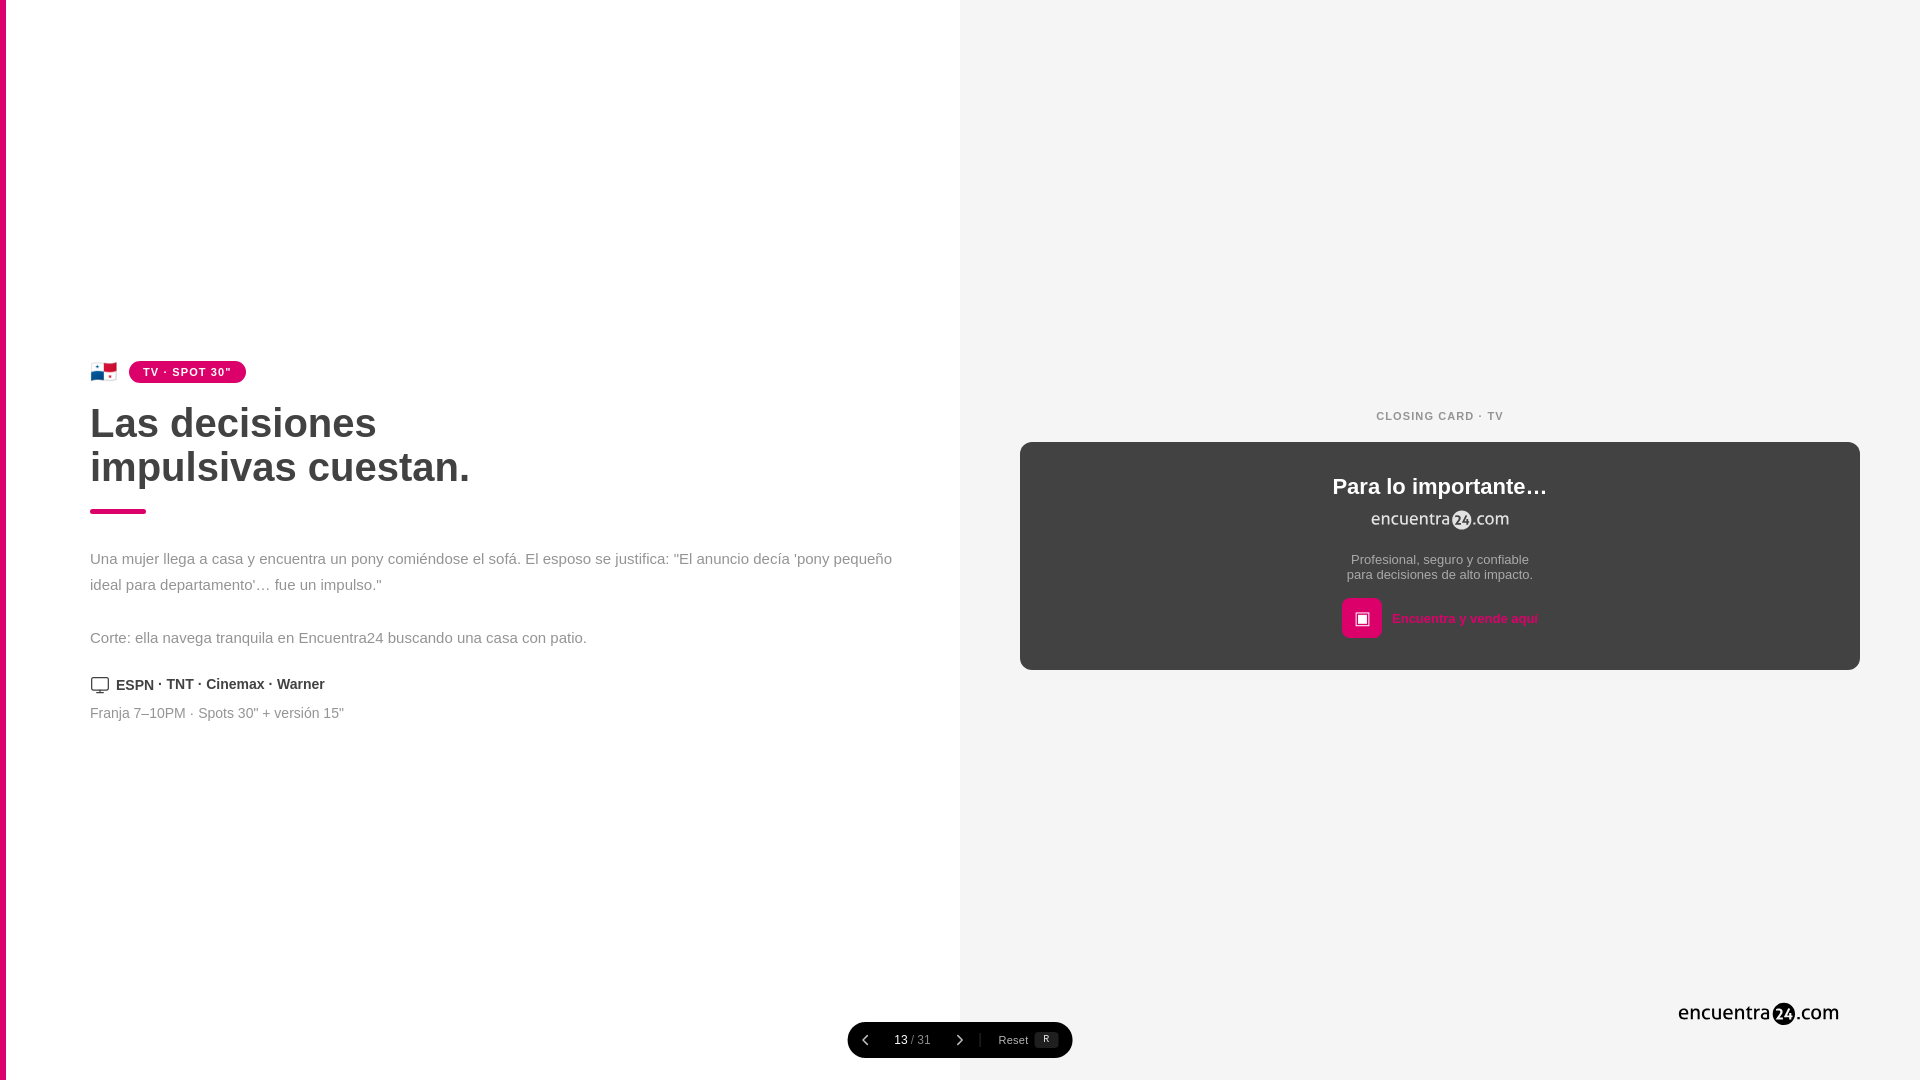 TV · SPOT 30"
Las decisiones
impulsivas cuestan.
Una mujer llega a casa y encuentra un pony comiéndose el sofá. El esposo se justifica: "El anuncio decía 'pony pequeño
ideal para departamento'… fue un impulso."
Corte: ella navega tranquila en Encuentra24 buscando una casa con patio.
ESPN · TNT · Cinemax · Warner
Franja 7–10PM · Spots 30" + versión 15"
CLOSING CARD · TV
Para lo importante…
encuentra24.com
Profesional, seguro y confiable
para decisiones de alto impacto.
Encuentra y vende aquí
encuentra24.com
13 / 31
Reset R